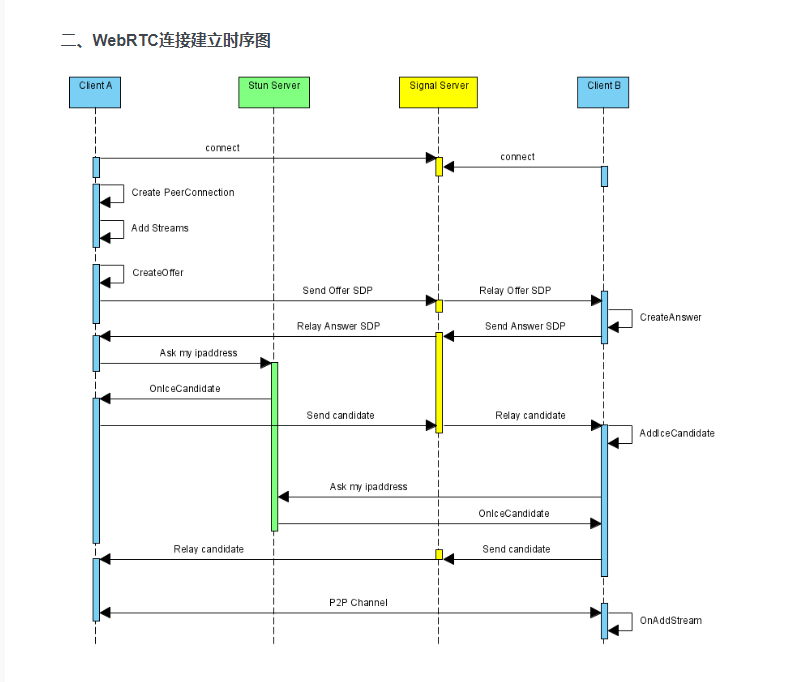 二、WebRTC连接建立时序图
Client A
Stun Server
Signal Server
Client B
connect
connect
Create PeerConnection
Add Streams
CreateOffer
Send Offer SDP
Relay Offer SDP
CreateAnswer
Relay Answer SDP
Send Answer SDP
Ask my ipaddress
OnIceCandidate
Send candidate
Relay candidate
AddIceCandidate
Ask my ipaddress
OnIceCandidate
Relay candidate
Send candidate
P2P Channel
OnAddStream